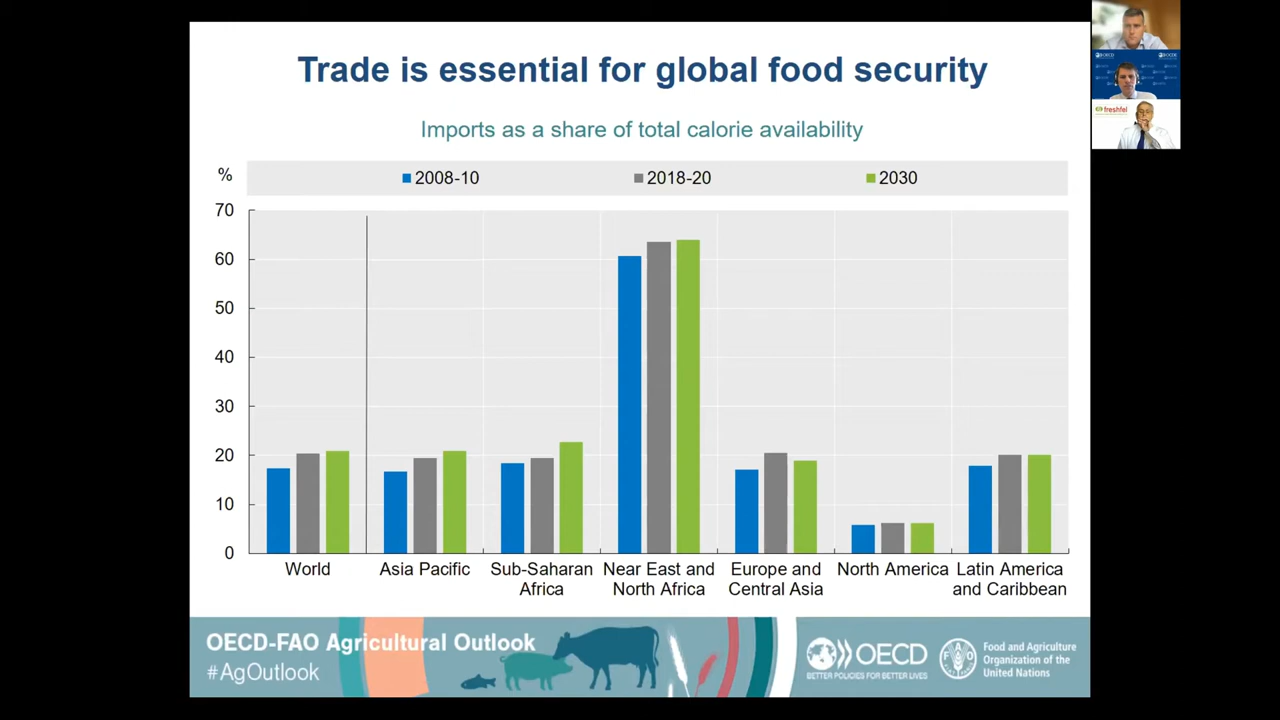 Trade is essential for global food security
Imports as a share of total calorie availability
%
2008-10
2018-20
2030
70
60
50
40
30
20
10
0
World
Asia Pacific
Sub-Saharan
Africa
Near East and
North Africa
Europe and
Central Asia
North America
Latin America
and Caribbean
OECD-FAO Agricultural Outlook
#AgOutlook
OECD
BETTER POLICIES FOR BETTER LIVES
Food and Agriculture
Organization of the
United Nations
freshfel